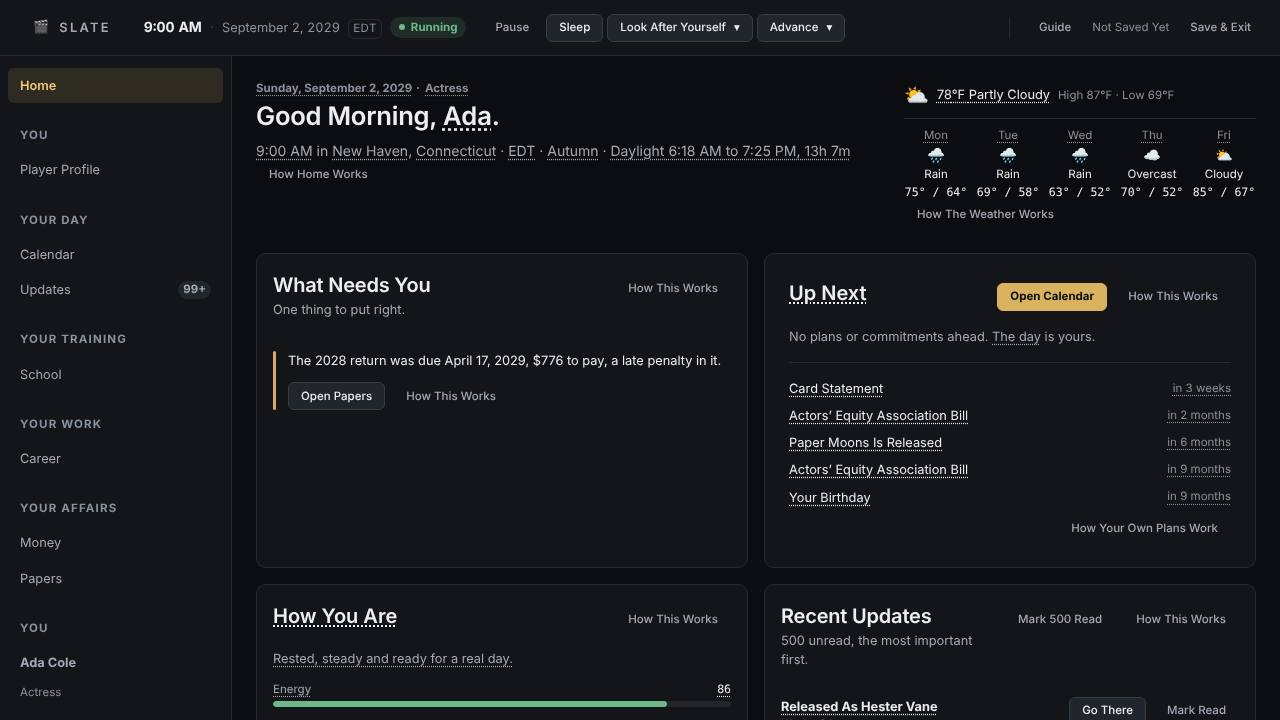 SLATE
9:00 AM · September 2, 2029 EDT Running Pause Sleep Look After Yourself ▾ Advance ▾ Guide Not Saved Yet Save & Exit
Home
YOU
Player Profile
YOUR DAY
Calendar
Updates 99+
YOUR TRAINING
School
YOUR WORK
Career
YOUR AFFAIRS
Money
Papers
YOU
Ada Cole
Actress
Sunday, September 2, 2029 · Actress
Good Morning, Ada.
9:00 AM in New Haven, Connecticut · EDT · Autumn · Daylight 6:18 AM to 7:25 PM, 13h 7m
How Home Works
78°F Partly Cloudy High 87°F · Low 69°F
Mon Tue Wed Thu Fri
Rain Rain Rain Overcast Cloudy
75° / 64° 69° / 58° 63° / 52° 70° / 52° 85° / 67°
How The Weather Works
What Needs You How This Works
One thing to put right.
The 2028 return was due April 17, 2029, $776 to pay, a late penalty in it.
Open Papers How This Works
Up Next Open Calendar How This Works
No plans or commitments ahead. The day is yours.
Card Statement in 3 weeks
Actors’ Equity Association Bill in 2 months
Paper Moons Is Released in 6 months
Actors’ Equity Association Bill in 9 months
Your Birthday in 9 months
How Your Own Plans Work
How You Are How This Works
Rested, steady and ready for a real day.
Energy 86
Recent Updates Mark 500 Read How This Works
500 unread, the most important
first.
Released As Hester Vane Go There Mark Read